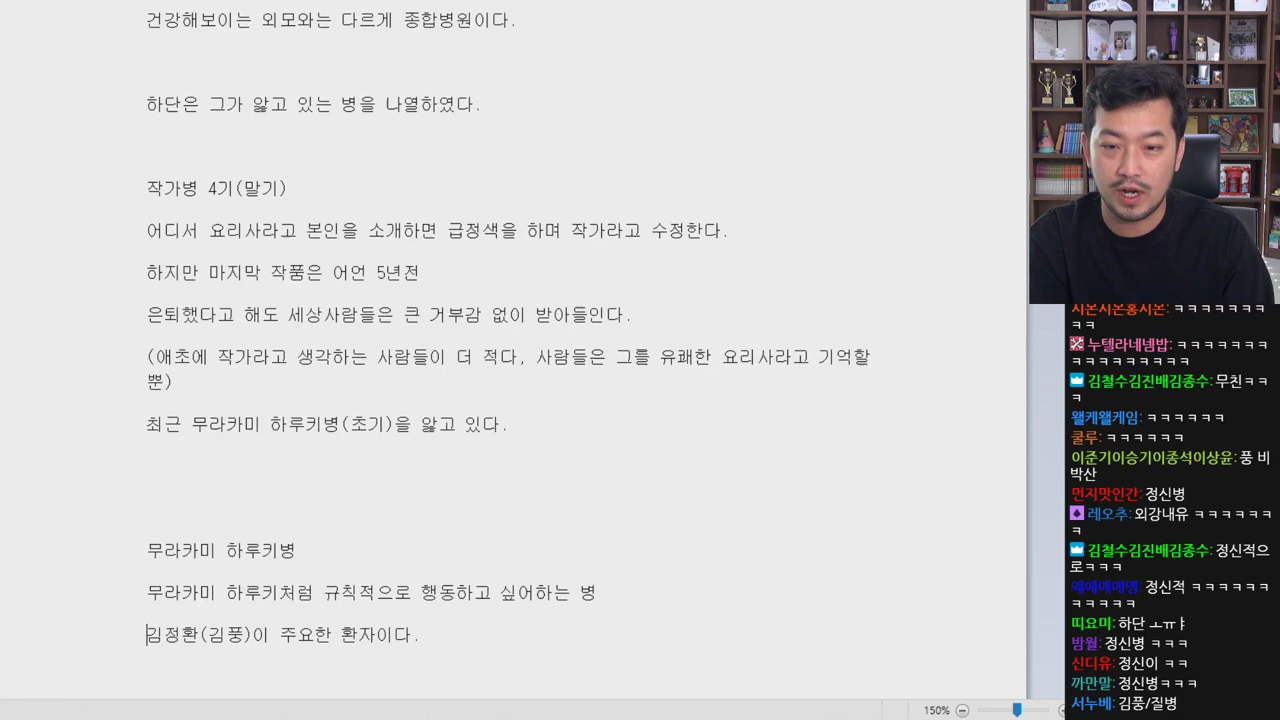 건강해보이는 외모와는 다르게 종합병원이다.
하단은 그가 앓고 있는 병을 나열하였다.
작가병 4기(말기)
어디서 요리사라고 본인을 소개하면 급정색을 하며 작가라고 수정한다.
하지만 마지막 작품은 어언 5년전
은퇴했다고 해도 세상사람들은 큰 거부감 없이 받아들인다.
(애초에 작가라고 생각하는 사람들이 더 적다, 사람들은 그를 유쾌한 요리사라고 기억할
뿐)
최근 무라카미 하루키병(초기)을 앓고 있다.
무라카미 하루키병
무라카미 하루키처럼 규칙적으로 행동하고 싶어하는 병
김정환(김풍)이 주요한 환자이다.
150%
시몬시몬홍시몬: ㅋㅋㅋㅋㅋㅋㅋ
ㅋㅋ
누텔라네넴밥: ㅋㅋㅋㅋㅋㅋㅋ
ㅋㅋㅋㅋㅋㅋㅋㅋㅋ
김철수김진배김종수: 무친ㅋㅋ
ㅋ
왤케왤케임: ㅋㅋㅋㅋㅋㅋ
쿨루: ㅋㅋㅋㅋㅋㅋ
이준기이승기이종석이상윤: 풍 비
박산
먼지맛인간: 정신병
레오추: 외강내유 ㅋㅋㅋㅋㅋㅋ
ㅋ
김철수김진배김종수: 정신적으
로ㅋㅋㅋ
정신적 ㅋㅋㅋㅋㅋㅋㅋ
ㅋㅋㅋㅋㅋ
띠요미: 하단 ㅗㅠㅑ
밤월: 정신병 ㅋㅋㅋ
신디유: 정신이 ㅋㅋ
까만말: 정신병ㅋㅋㅋ
서누베: 김풍/질병